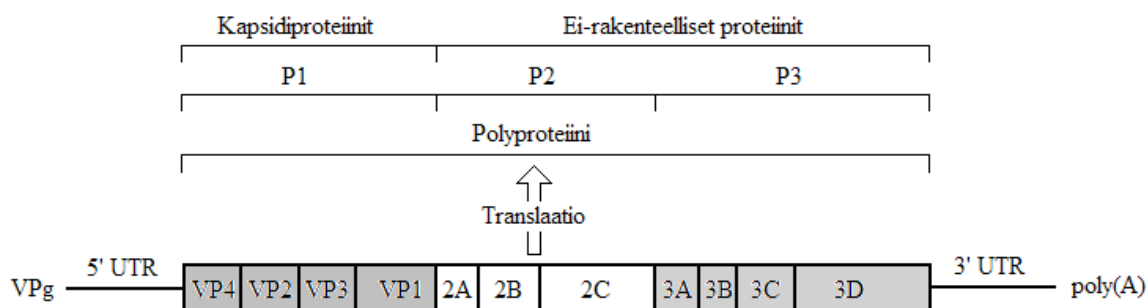 Kapsidiproteiinit Ei-rakenteelliset proteiinit
P1 P2 P3
Polyproteiini
Translaatio
5' UTR 3' UTR
VPg VP4 VP2 VP3 VP1 2A 2B 2C 3A 3B 3C 3D poly(A)